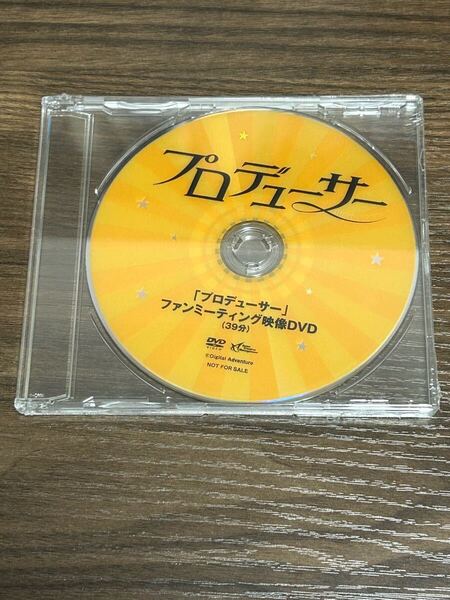 プロデューサー
「プロデューサー」
ファンミーティング映像DVD
(39分)
DVD
VIDEO
©Digital Adventure
NOT FOR SALE